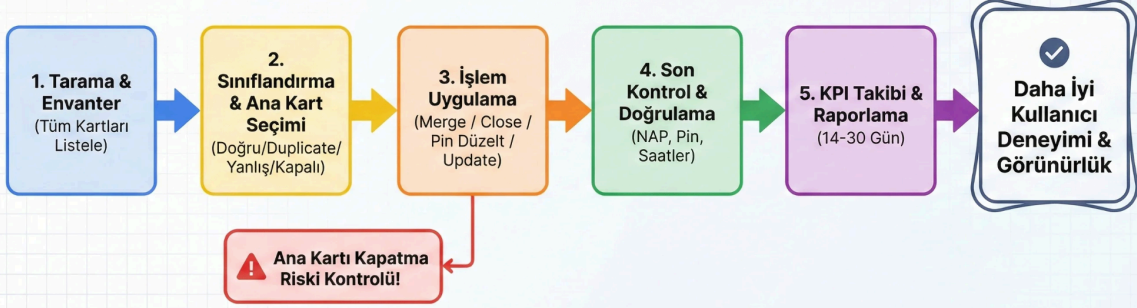 1. Tarama &
Envanter
(Tüm Kartları
Listele)
2.
Sınıflandırma
& Ana Kart
Seçimi
(Doğru/Duplicate/
Yanlış/Kapalı)
3. İşlem
Uygulama
(Merge / Close /
Pin Düzelt /
Update)
4. Son
Kontrol &
Doğrulama
(NAP, Pin,
Saatler)
5. KPI Takibi &
Raporlama
(14-30 Gün)
Daha İyi
Kullanıcı
Deneyimi &
Görünürlük
Ana Kartı Kapatma
Riski Kontrolü!